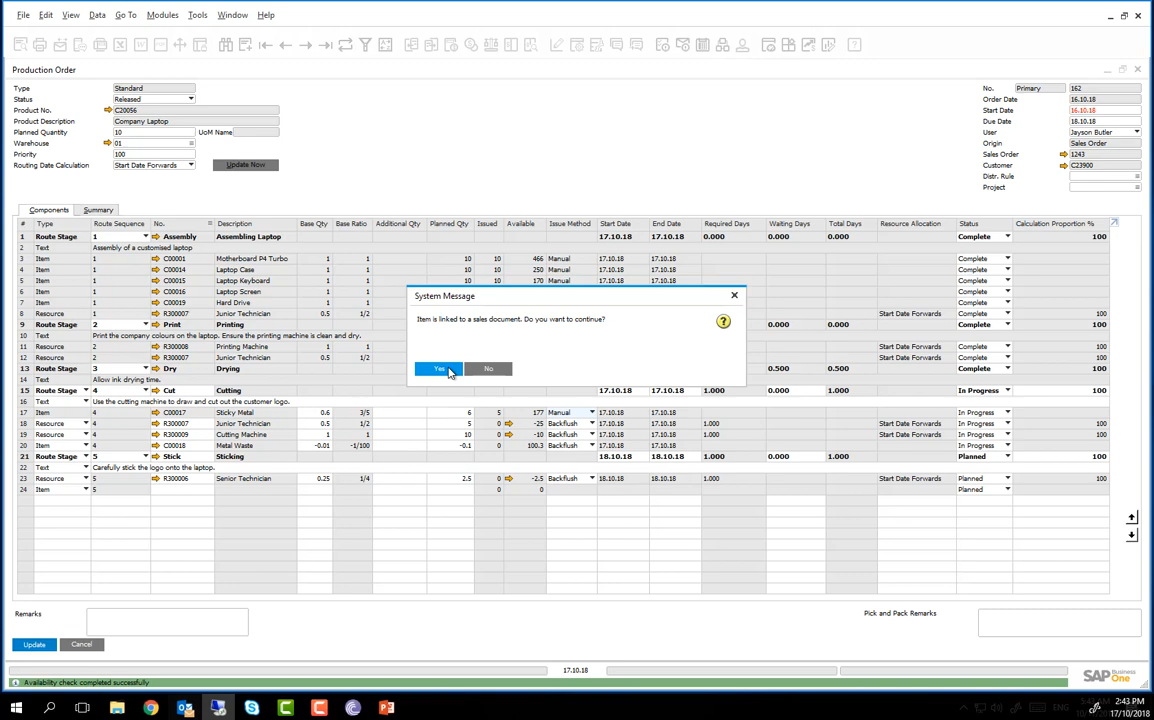 File Edit View Data Go To Modules Tools Window Help
Production Order
Type Standard No. Primary 162
Status Released Order Date 16.10.18
Product No. C20056 Start Date 16.10.18
Product Description Company Laptop Due Date 18.10.18
Planned Quantity 10 UoM Name User Jayson Butler
Warehouse 01 Origin Sales Order
Priority 100 Sales Order 1243
Routing Date Calculation Start Date Forwards Update Now Customer C23900
Distr. Rule
Project
Components Summary
# Type Route Sequence No. Description Base Qty Base Ratio Additional Qty Planned Qty Issued Available Issue Method Start Date End Date Required Days Waiting Days Total Days Resource Allocation Status Calculation Proportion %
1 Route Stage 1 Assembly Assembling Laptop 17.10.18 17.10.18 0.000 0.000 0.000 Complete 100
2 Text Assembly of a customised laptop Complete
3 Item 1 C00001 Motherboard P4 Turbo 1 1 10 10 466 Manual 17.10.18 17.10.18 Complete
4 Item 1 C00014 Laptop Case 1 1 10 10 250 Manual 17.10.18 17.10.18 Complete
5 Item 1 C00015 Laptop Keyboard 1 1 10 10 170 Manual 17.10.18 17.10.18 Complete
6 Item 1 C00016 Laptop Screen 1 1 Complete
7 Item 1 C00019 Hard Drive 1 1 Complete
8 Resource 1 R300007 Junior Technician 0.5 1/2 Start Date Forwards Complete 100
9 Route Stage 2 Print Printing 0.000 0.000 Complete 100
10 Text Print the company colours on the laptop. Ensure the printing machine is clean and dry. Complete
11 Resource 2 R300008 Printing Machine 1 1 Start Date Forwards Complete 100
12 Resource 2 R300007 Junior Technician 0.5 1/2 Start Date Forwards Complete 100
13 Route Stage 3 Dry Drying 0.500 0.500 Complete 100
14 Text Allow ink drying time. Complete
15 Route Stage 4 Cut Cutting 17.10.18 17.10.18 1.000 0.000 1.000 In Progress 100
16 Text Use the cutting machine to draw and cut out the customer logo. In Progress
17 Item 4 C00017 Sticky Metal 0.6 3/5 6 5 177 Manual 17.10.18 17.10.18 In Progress
18 Resource 4 R300007 Junior Technician 0.5 1/2 5 0 -25 Backflush 17.10.18 17.10.18 1.000 Start Date Forwards In Progress 100
19 Resource 4 R300009 Cutting Machine 1 1 10 0 -10 Backflush 17.10.18 17.10.18 1.000 Start Date Forwards In Progress 100
20 Item 4 C00018 Metal Waste -0.01 -1/100 -0.1 0 100.3 Backflush 17.10.18 17.10.18 In Progress
21 Route Stage 5 Stick Sticking 18.10.18 18.10.18 1.000 0.000 1.000 Planned 100
22 Text Carefully stick the logo onto the laptop. Planned
23 Resource 5 R300006 Senior Technician 0.25 1/4 2.5 0 -2.5 Backflush 18.10.18 18.10.18 1.000 Start Date Forwards Planned 100
24 Item 5 0 0 Planned
System Message
Item is linked to a sales document. Do you want to continue?
Yes No
Remarks Pick and Pack Remarks
Update Cancel
17.10.18
Availability check completed successfully
SAP Business One
ENG 2:43 PM
17/10/2018